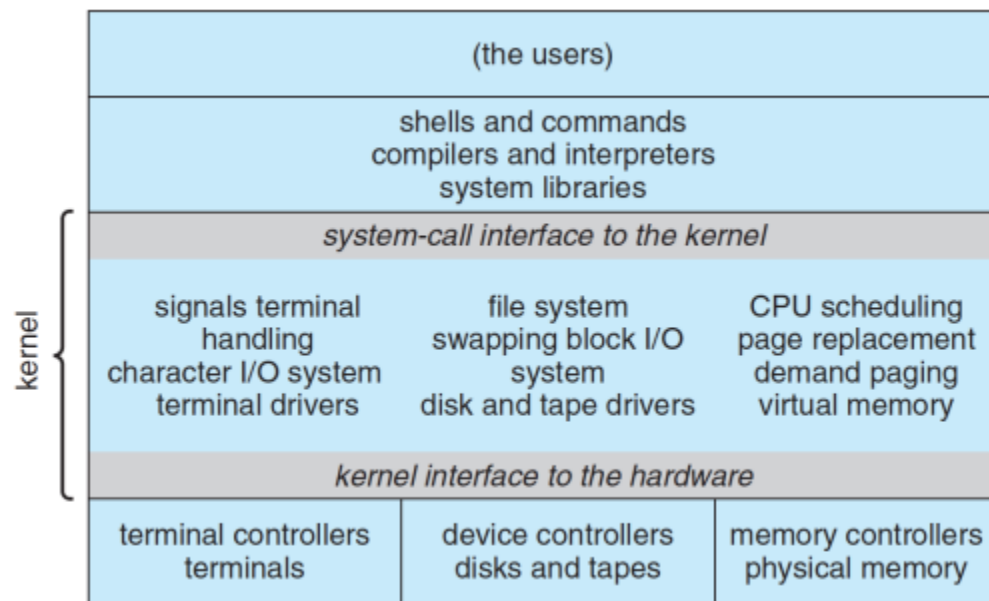 (the users)
shells and commands
compilers and interpreters
system libraries
kernel
system-call interface to the kernel
signals terminal
handling
character I/O system
terminal drivers
file system
swapping block I/O
system
disk and tape drivers
CPU scheduling
page replacement
demand paging
virtual memory
kernel interface to the hardware
terminal controllers
terminals
device controllers
disks and tapes
memory controllers
physical memory